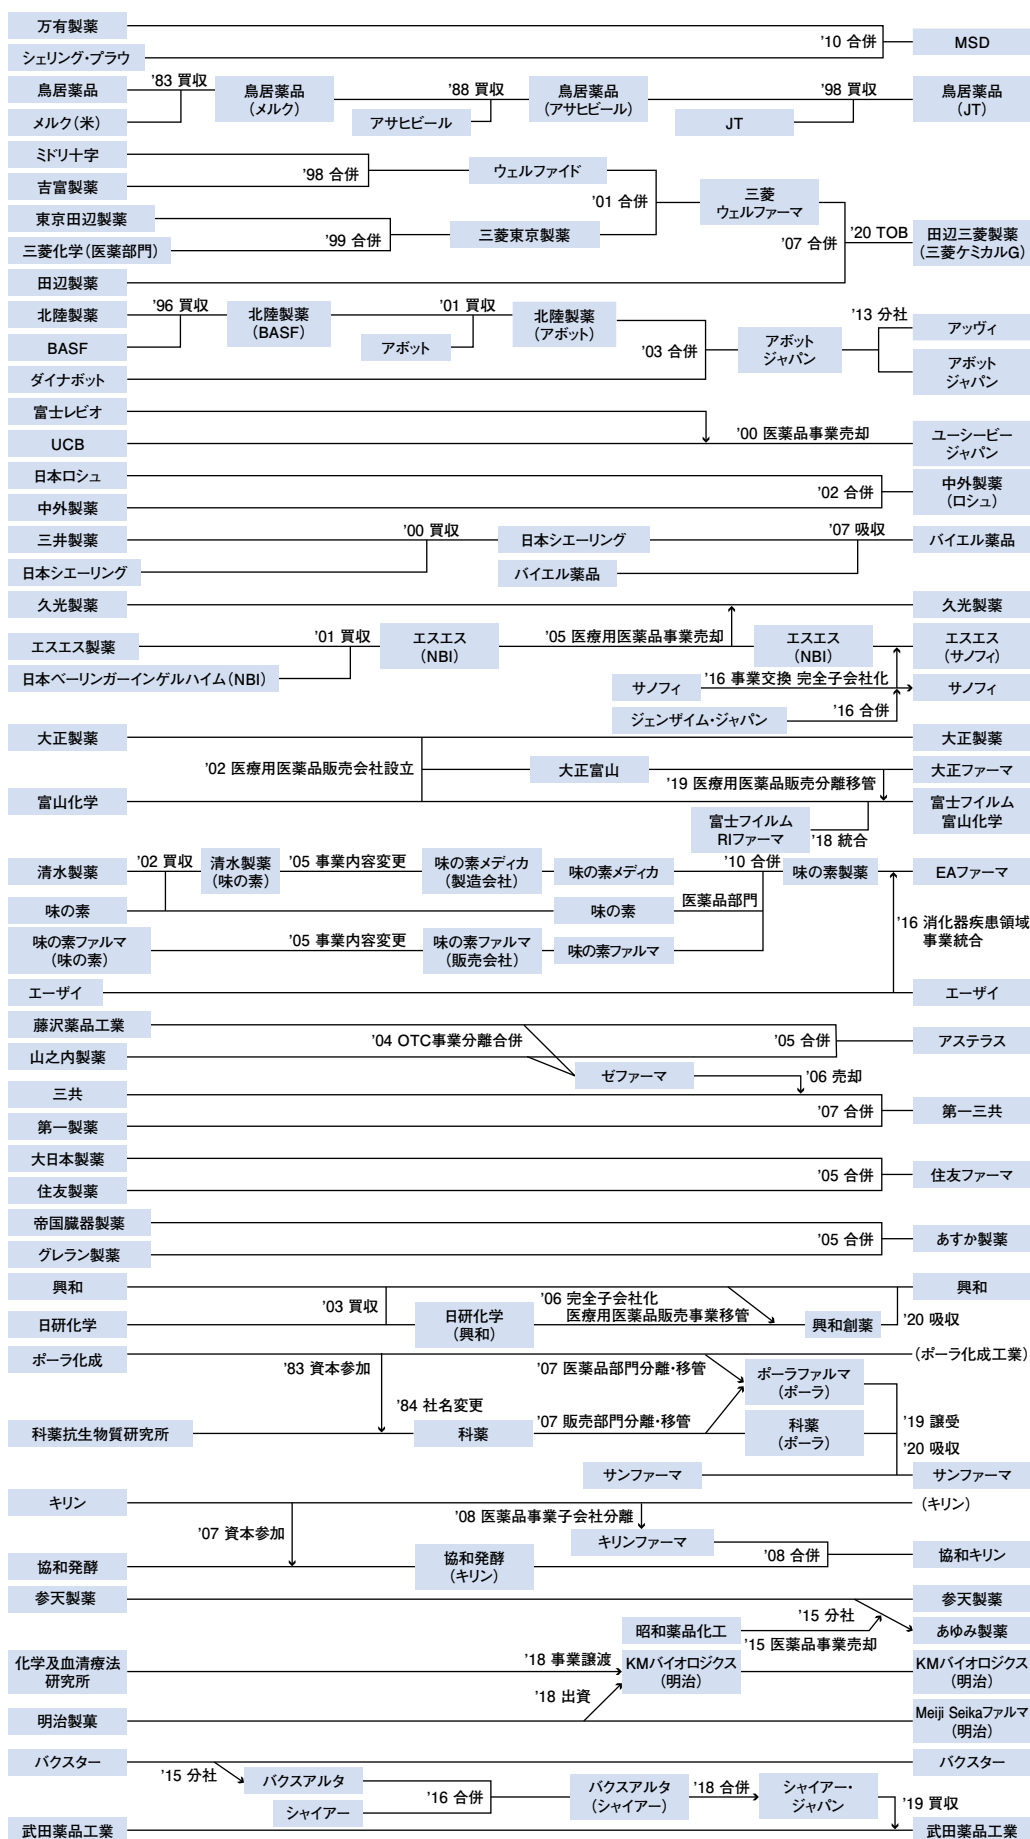 万有製薬
シェリング・プラウ
’10 合併
MSD
鳥居薬品
メルク(米)
’83 買収
鳥居薬品
(メルク)
アサヒビール
’88 買収
鳥居薬品
(アサヒビール)
JT
’98 買収
鳥居薬品
(JT)
ミドリ十字
吉富製薬
’98 合併
ウェルファイド
東京田辺製薬
三菱化学(医薬部門)
’99 合併
三菱東京製薬
’01 合併
三菱
ウェルファーマ
田辺製薬
’07 合併
’20 TOB
田辺三菱製薬
(三菱ケミカルG)
北陸製薬
BASF
’96 買収
北陸製薬
(BASF)
アボット
’01 買収
北陸製薬
(アボット)
ダイナボット
’03 合併
アボット
ジャパン
’13 分社
アッヴィ
アボット
ジャパン
富士レビオ
UCB
’00 医薬品事業売却
ユーシービー
ジャパン
日本ロシュ
中外製薬
’02 合併
中外製薬
(ロシュ)
三井製薬
日本シエーリング
’00 買収
日本シエーリング
バイエル薬品
’07 吸収
バイエル薬品
久光製薬
久光製薬
エスエス製薬
日本ベーリンガーインゲルハイム(NBI)
’01 買収
エスエス
(NBI)
’05 医療用医薬品事業売却
エスエス
(NBI)
エスエス
(サノフィ)
サノフィ
’16 事業交換 完全子会社化
サノフィ
ジェンザイム・ジャパン
’16 合併
大正製薬
大正製薬
’02 医療用医薬品販売会社設立
大正富山
大正ファーマ
’19 医療用医薬品販売分離移管
富山化学
富士フイルム
富山化学
富士フイルム
RIファーマ
’18 統合
清水製薬
’02 買収
清水製薬
(味の素)
’05 事業内容変更
味の素メディカ
(製造会社)
味の素メディカ
’10 合併
味の素製薬
EAファーマ
味の素
味の素
医薬品部門
味の素ファルマ
(味の素)
’05 事業内容変更
味の素ファルマ
(販売会社)
味の素ファルマ
’16 消化器疾患領域
事業統合
エーザイ
エーザイ
藤沢薬品工業
山之内製薬
’04 OTC事業分離合併
’05 合併
アステラス
ゼファーマ
’06 売却
三共
第一製薬
’07 合併
第一三共
大日本製薬
住友製薬
’05 合併
住友ファーマ
帝国臓器製薬
グレラン製薬
’05 合併
あすか製薬
興和
興和
日研化学
’03 買収
日研化学
(興和)
’06 完全子会社化
医療用医薬品販売事業移管
興和創薬
’20 吸収
ポーラ化成
(ポーラ化成工業)
’83 資本参加
’07 医薬品部門分離・移管
ポーラファルマ
(ポーラ)
科薬抗生物質研究所
’84 社名変更
科薬
’07 販売部門分離・移管
科薬
(ポーラ)
’19 譲受
’20 吸収
サンファーマ
サンファーマ
キリン
(キリン)
’07 資本参加
’08 医薬品事業子会社分離
キリンファーマ
協和発酵
協和発酵
(キリン)
’08 合併
協和キリン
参天製薬
参天製薬
’15 分社
昭和薬品化工
’15 医薬品事業売却
あゆみ製薬
化学及血清療法
研究所
’18 事業譲渡
KMバイオロジクス
(明治)
KMバイオロジクス
(明治)
’18 出資
明治製菓
Meiji Seikaファルマ
(明治)
バクスター
バクスター
’15 分社
バクスアルタ
シャイアー
’16 合併
バクスアルタ
(シャイアー)
’18 合併
シャイアー・
ジャパン
’19 買収
武田薬品工業
武田薬品工業